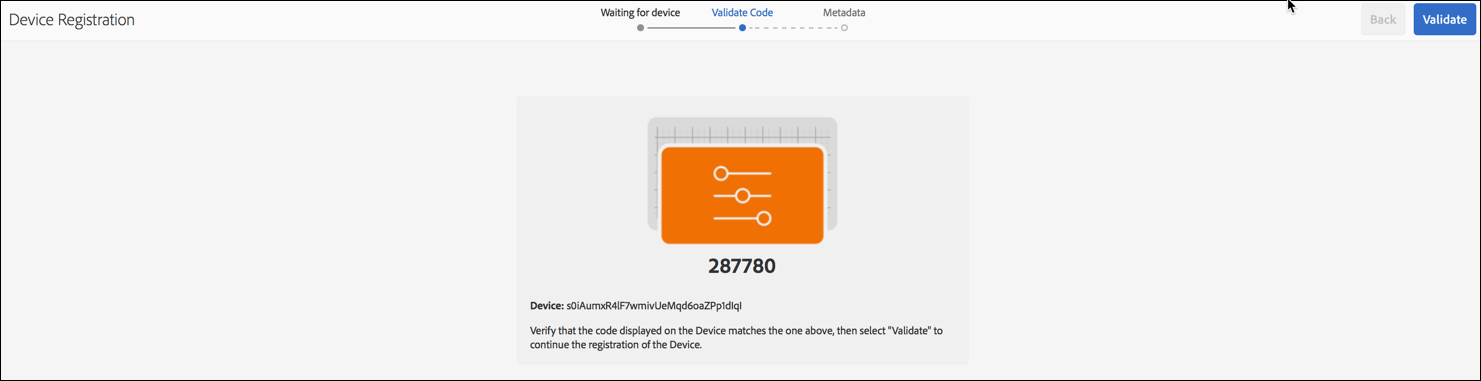 Device Registration
Waiting for device
Validate Code
Metadata
Back
Validate
287780
Device: s0iAumxR4lF7wmivUeMqd6oaZPp1dIqI
Verify that the code displayed on the Device matches the one above, then select "Validate" to
continue the registration of the Device.